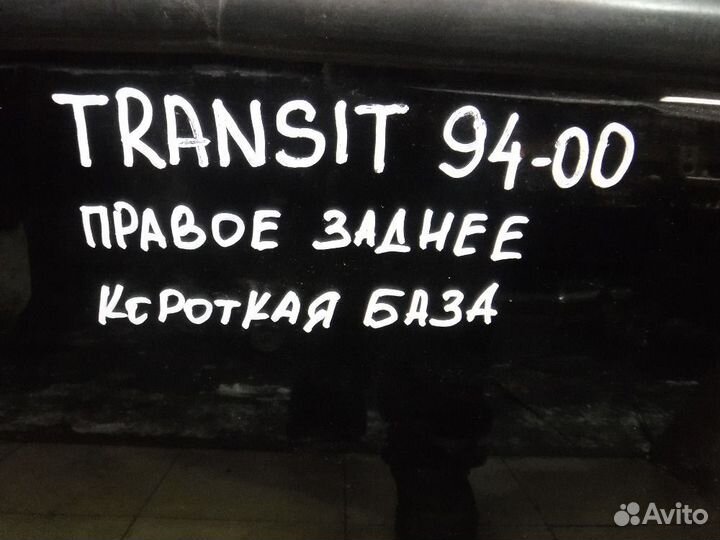 TRANSIT 94-00
ПРАВОЕ ЗАДНЕЕ
КОРОТКАЯ БАЗА
Avito